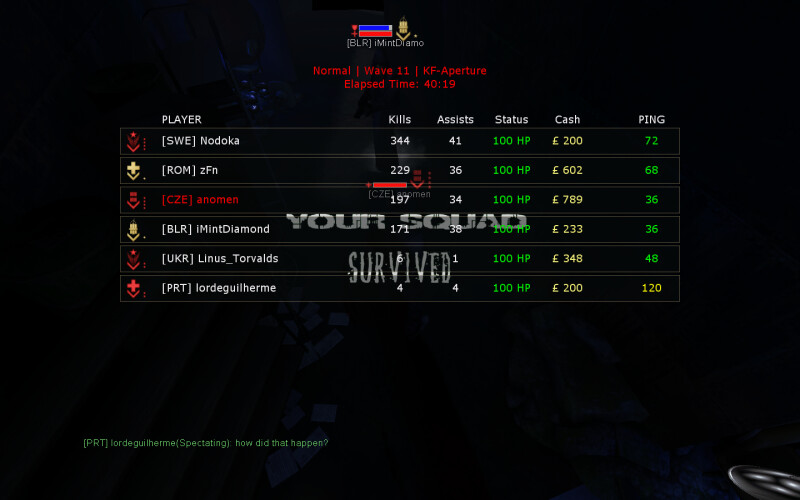 [BLR] iMintDiamo
Normal | Wave 11 | KF-Aperture
Elapsed Time: 40:19
PLAYER Kills Assists Status Cash PING
[SWE] Nodoka 344 41 100 HP £ 200 72
[ROM] zFn 229 36 100 HP £ 602 68
[CZE] anomen
[CZE] anomen 197 34 100 HP £ 789 36
YOUR SQUAD
[BLR] iMintDiamond 171 38 100 HP £ 233 36
[UKR] Linus_Torvalds 6 1 100 HP £ 348 48
SURVIVED
[PRT] lordeguilherme 4 4 100 HP £ 200 120
[PRT] lordeguilherme(Spectating): how did that happen?